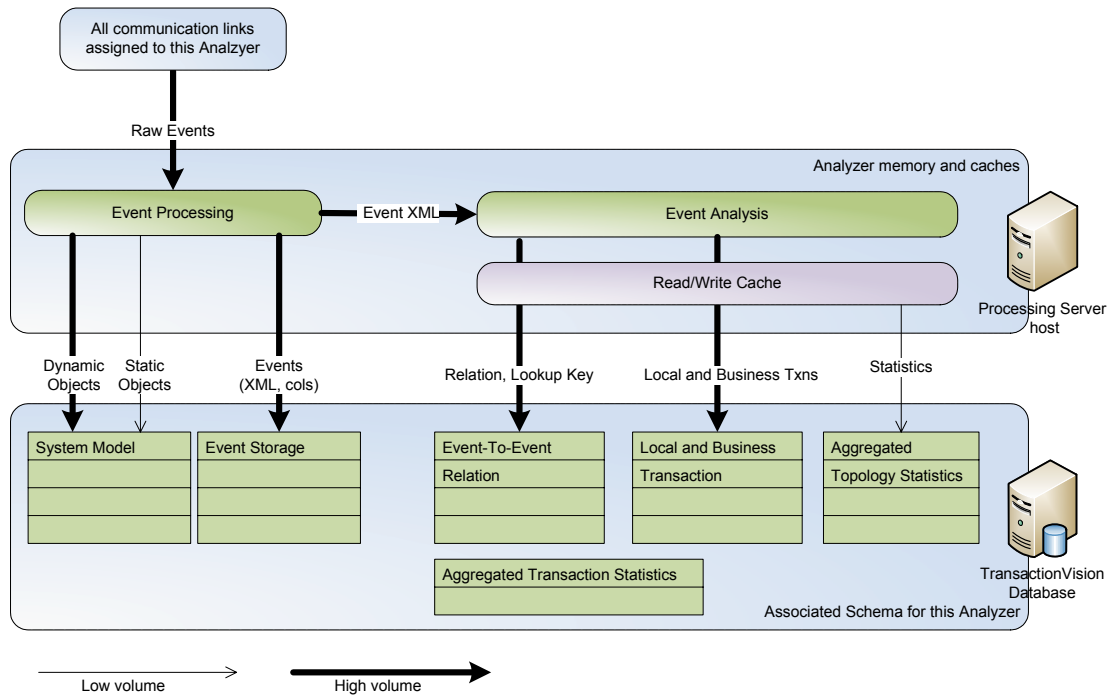 All communication links
assigned to this Analzyer
Raw Events
Analyzer memory and caches
Event Processing
Event XML
Event Analysis
Read/Write Cache
Processing Server
host
Dynamic
Objects
Static
Objects
Events
(XML, cols)
Relation, Lookup Key
Local and Business Txns
Statistics
System Model
Event Storage
Event-To-Event
Relation
Local and Business
Transaction
Aggregated
Topology Statistics
Aggregated Transaction Statistics
TransactionVision
Database
Associated Schema for this Analyzer
Low volume
High volume